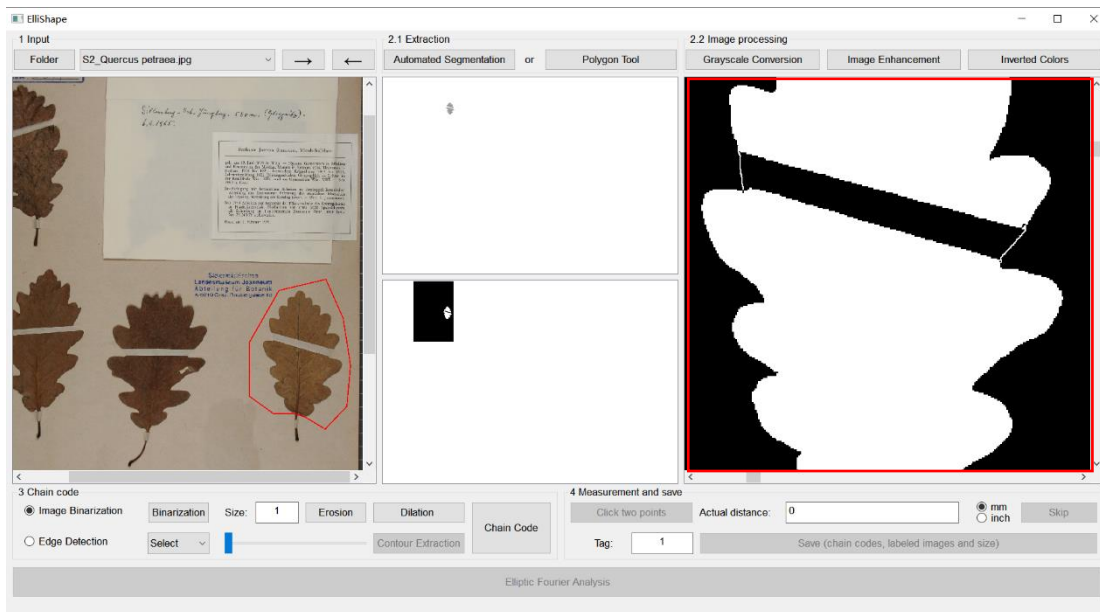 ElliShape
1 Input
2.1 Extraction
2.2 Image processing
Folder S2_Quercus petraea.jpg → ←
Automated Segmentation or Polygon Tool
Grayscale Conversion Image Enhancement Inverted Colors
Abteilung für Botanik
3 Chain code
Image Binarization Binarization Size: 1 Erosion Dilation
Chain Code
Edge Detection Select Contour Extraction
4 Measurement and save
Click two points Actual distance: 0 mm
inch
Skip
Tag: 1 Save (chain codes, labeled images and size)
Elliptic Fourier Analysis